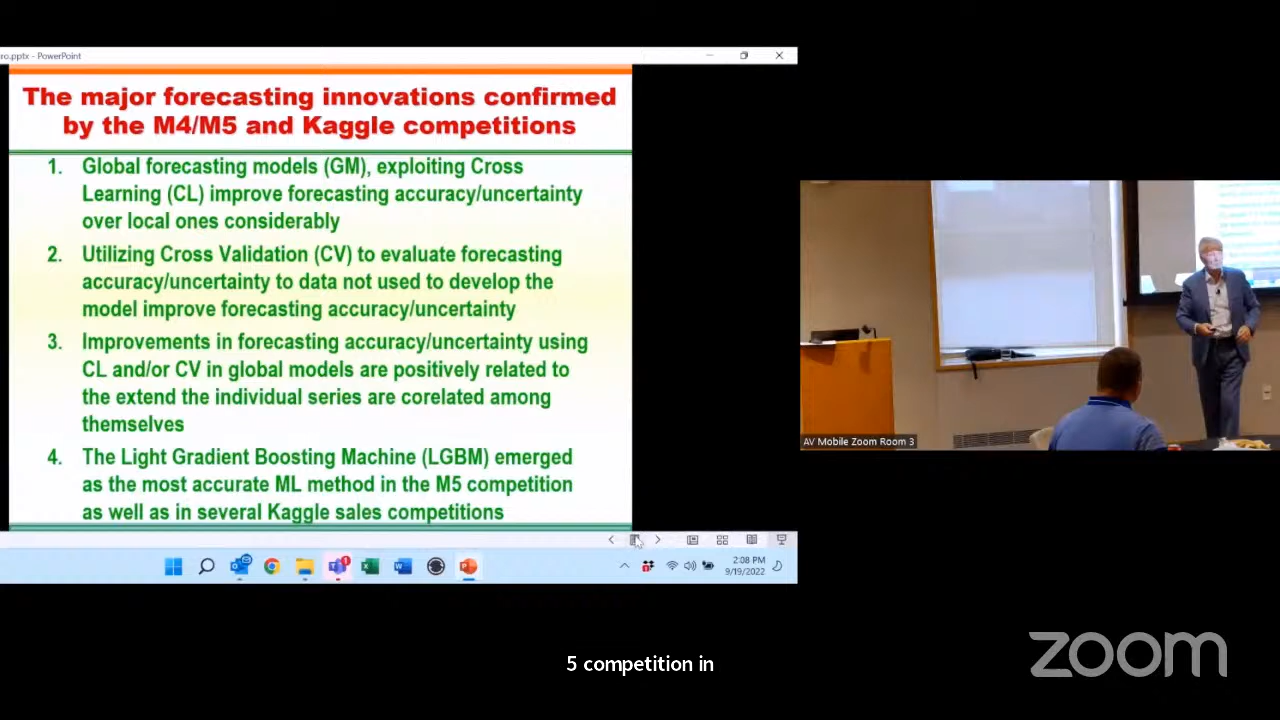 ro.pptx - PowerPoint
The major forecasting innovations confirmed
by the M4/M5 and Kaggle competitions
1. Global forecasting models (GM), exploiting Cross
Learning (CL) improve forecasting accuracy/uncertainty
over local ones considerably
2. Utilizing Cross Validation (CV) to evaluate forecasting
accuracy/uncertainty to data not used to develop the
model improve forecasting accuracy/uncertainty
3. Improvements in forecasting accuracy/uncertainty using
CL and/or CV in global models are positively related to
the extend the individual series are corelated among
themselves
4. The Light Gradient Boosting Machine (LGBM) emerged
as the most accurate ML method in the M5 competition
as well as in several Kaggle sales competitions
2:08 PM
9/19/2022
AV Mobile Zoom Room 3
5 competition in
zoom